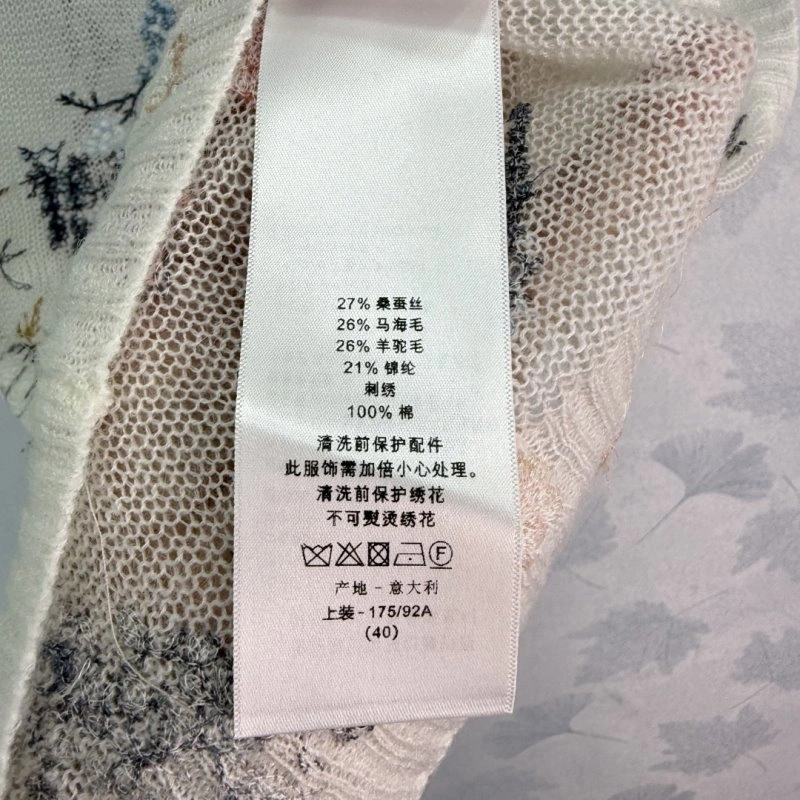 27% 桑蚕丝
26% 马海毛
26% 羊驼毛
21% 锦纶
刺绣
100% 棉
清洗前保护配件
此服饰需加倍小心处理。
清洗前保护绣花
不可熨烫绣花
F
产地 - 意大利
上装 - 175/92A
(40)